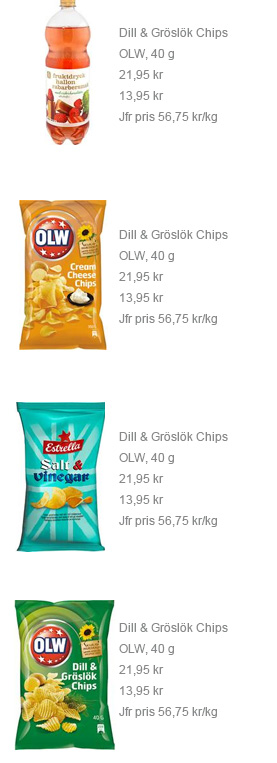 fruktdryck
hallon
rabarbersmak
Dill & Gröslök Chips
OLW, 40 g
21,95 kr
13,95 kr
Jfr pris 56,75 kr/kg
OLW
Cream
Cheese
Chips
Dill & Gröslök Chips
OLW, 40 g
21,95 kr
13,95 kr
Jfr pris 56,75 kr/kg
Estrella
Salt &
vinegar
Dill & Gröslök Chips
OLW, 40 g
21,95 kr
13,95 kr
Jfr pris 56,75 kr/kg
OLW
Dill &
Gräslök
Chips
40 G
Dill & Gröslök Chips
OLW, 40 g
21,95 kr
13,95 kr
Jfr pris 56,75 kr/kg